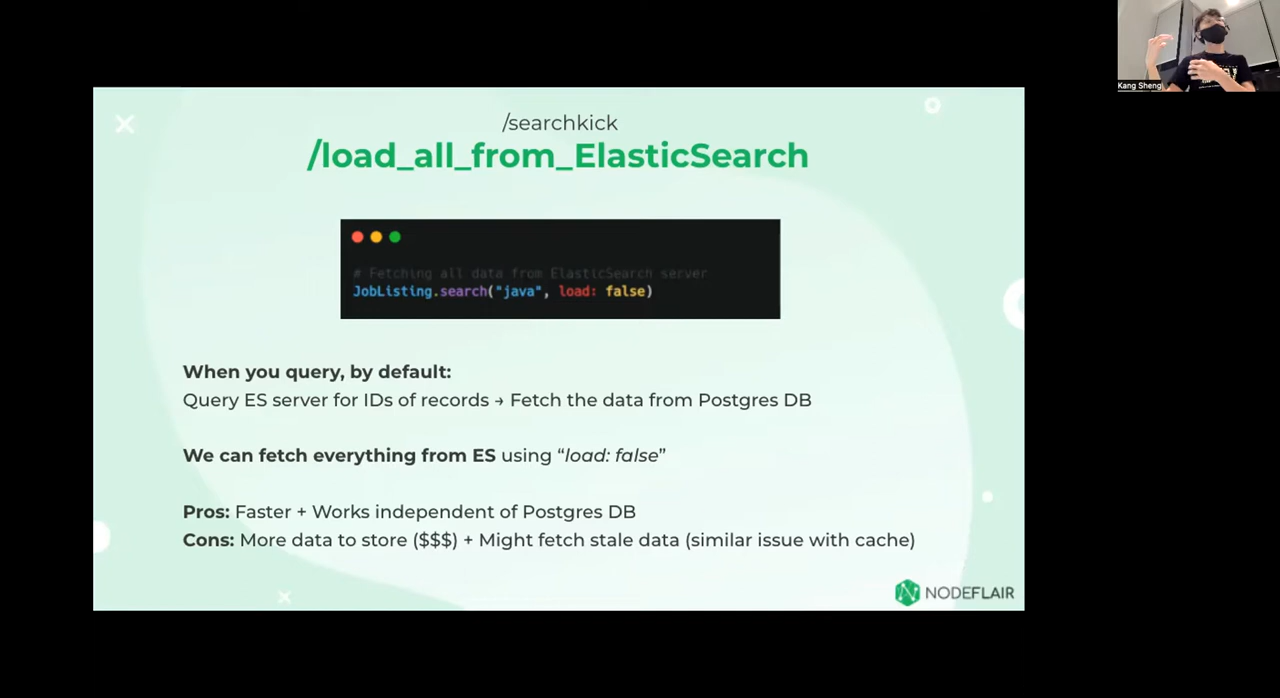 Kang Sheng
/searchkick
/load_all_from_ElasticSearch
# Fetching all data from ElasticSearch server
JobListing.search("java", load: false)
When you query, by default:
Query ES server for IDs of records → Fetch the data from Postgres DB
We can fetch everything from ES using “load: false”
Pros: Faster + Works independent of Postgres DB
Cons: More data to store ($$$) + Might fetch stale data (similar issue with cache)
NODEFLAIR